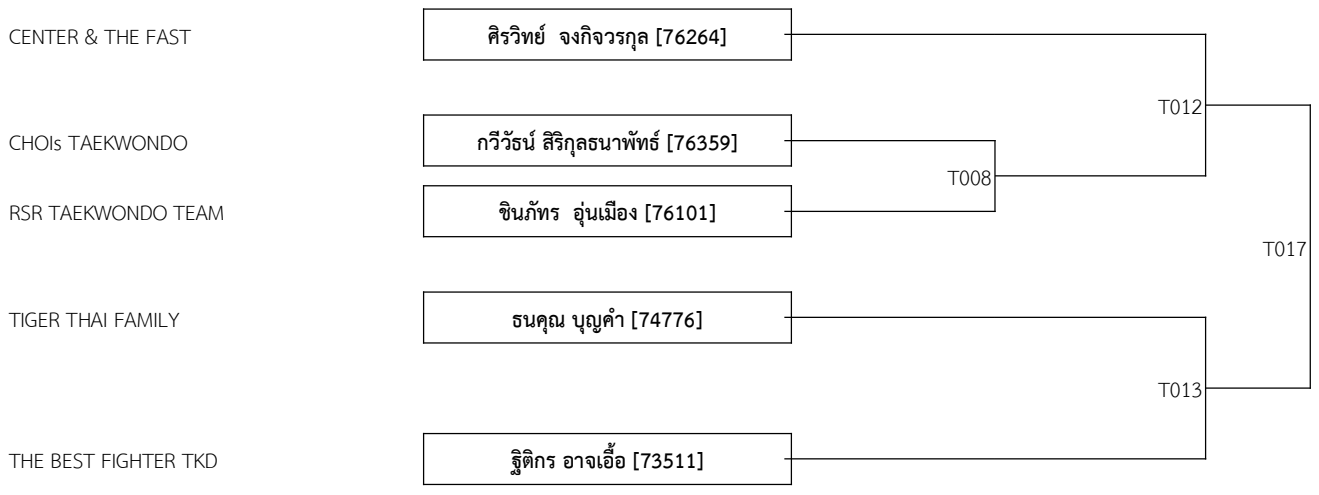 CENTER & THE FAST
ศิรวิทย์  จงกิจวรกุล [76264]
T012
CHOIs TAEKWONDO
กวีวัธน์ สิริกุลธนาพัทธ์ [76359]
T008
RSR TAEKWONDO TEAM
ชินภัทร  อุ่นเมือง [76101]
T017
TIGER THAI FAMILY
ธนคุณ บุญคำ [74776]
T013
THE BEST FIGHTER TKD
ฐิติกร อาจเอื้อ [73511]